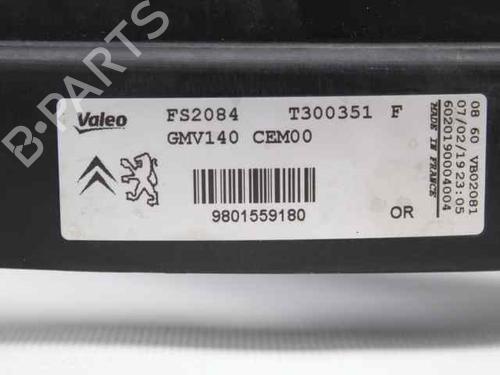 Valeo FS2084 T300351 F
GMV140 CEM00
9801559180
OR
08 60 VB02081
07/02/19 23:05
60201900040004
MADE IN FRANCE
B-PARTS